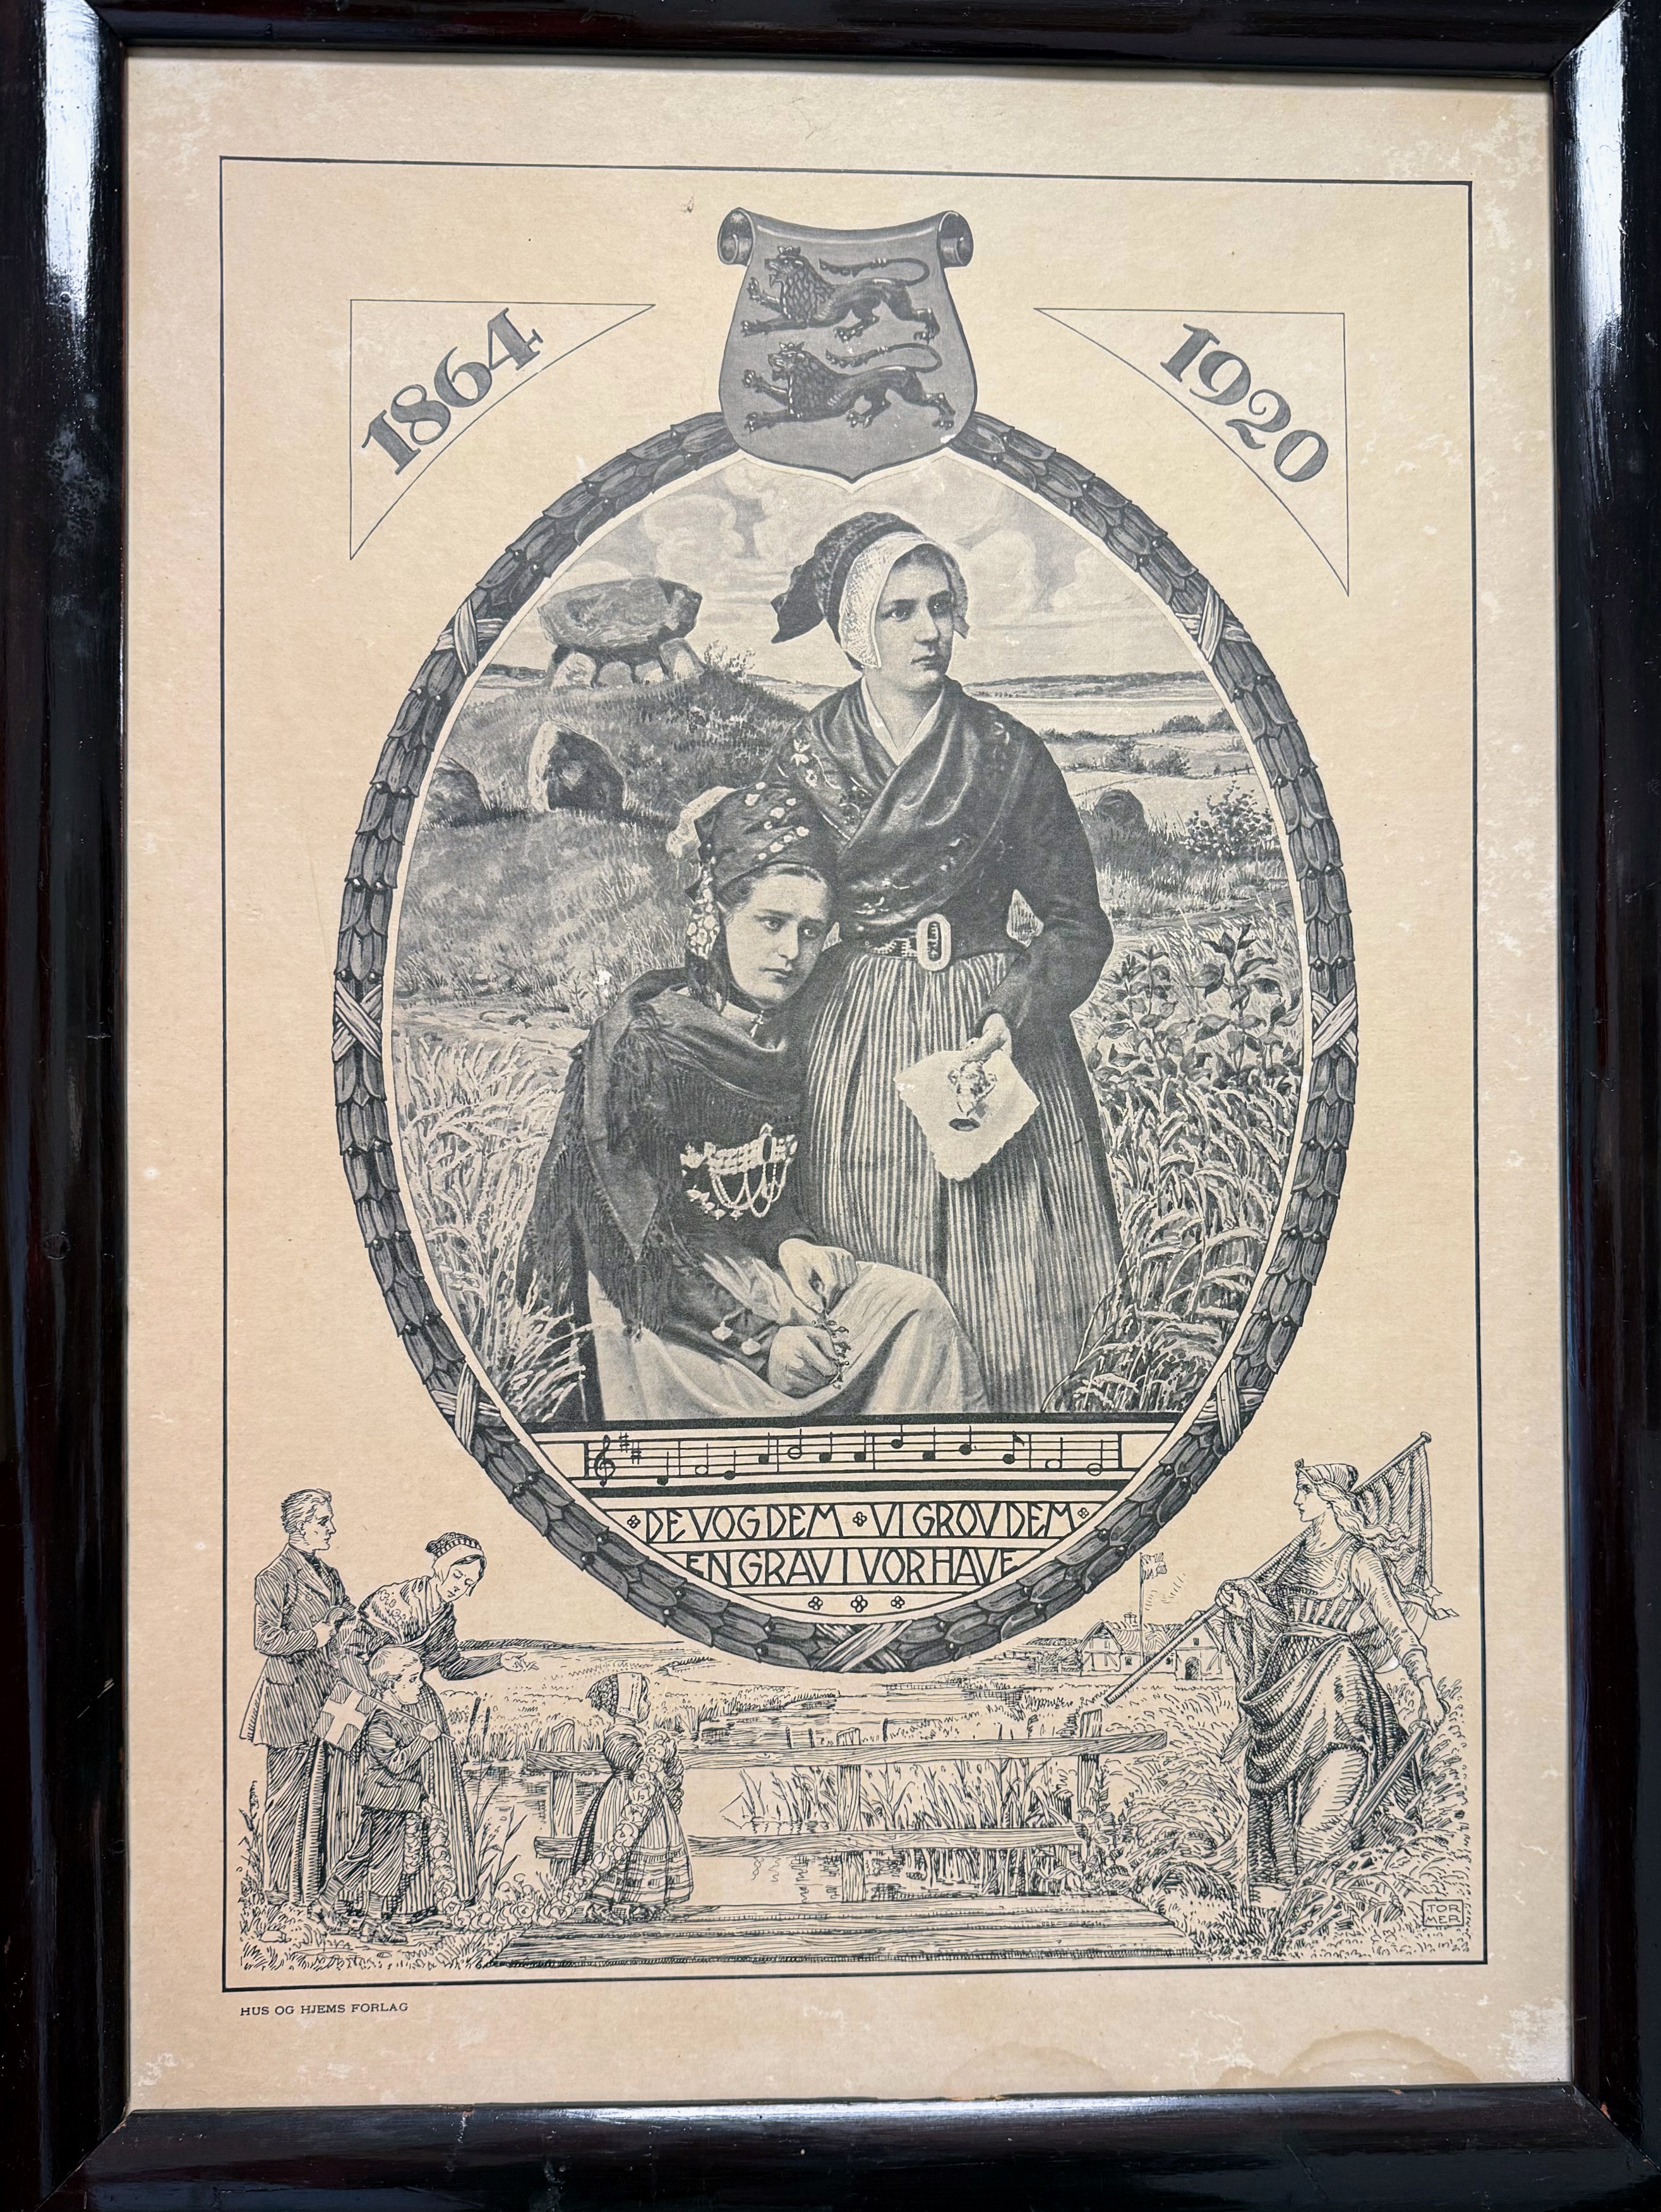 1864
1920
DE VOG DEM VI GROV DEM
EN GRAV I VOR HAVE
TOR
MER
HUS OG HJEMS FORLAG